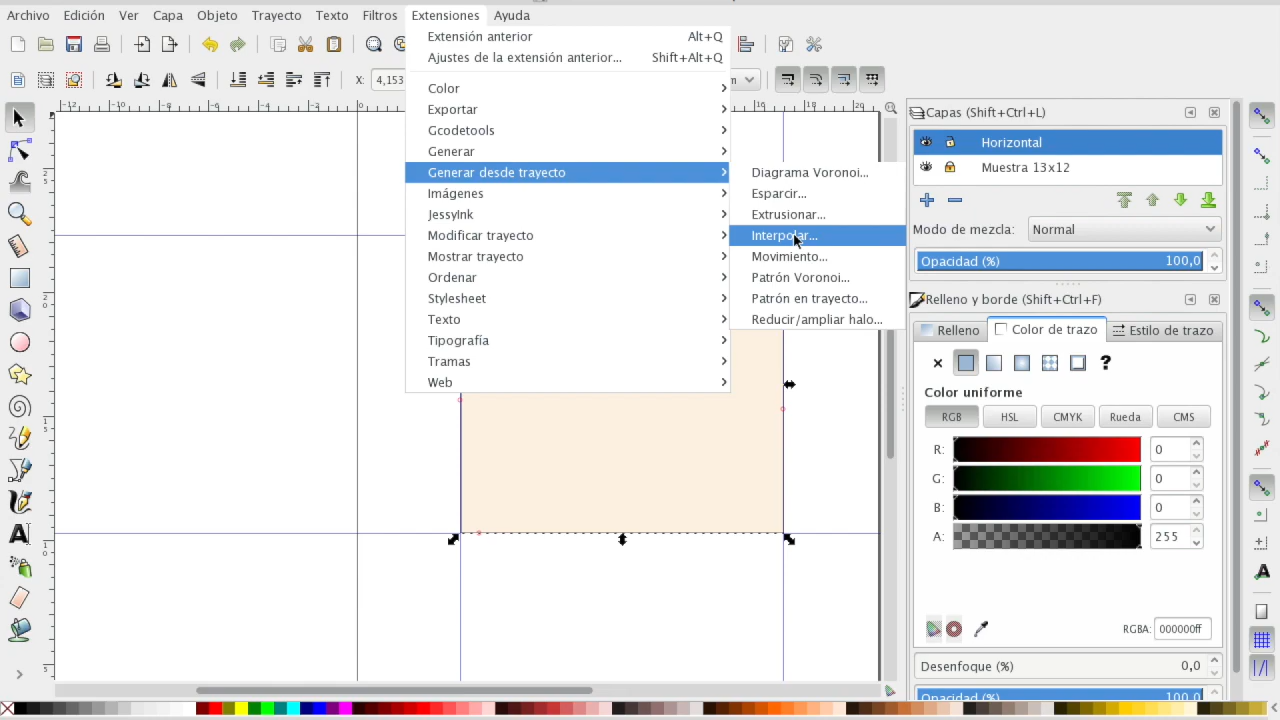 Archivo Edición Ver Capa Objeto Trayecto Texto Filtros Extensiones Ayuda
Extensión anterior Alt+Q
Ajustes de la extensión anterior... Shift+Alt+Q
X: 4,153
Color
Exportar
Gcodetools
Generar
Generar desde trayecto
Imágenes
JessyInk
Modificar trayecto
Mostrar trayecto
Ordenar
Stylesheet
Texto
Tipografía
Tramas
Web
Diagrama Voronoi...
Esparcir...
Extrusionar...
Interpolar...
Movimiento...
Patrón Voronoi...
Patrón en trayecto...
Reducir/ampliar halo...
Capas (Shift+Ctrl+L)
Horizontal
Muestra 13x12
Modo de mezcla: Normal
Opacidad (%) 100,0
Relleno y borde (Shift+Ctrl+F)
Relleno Color de trazo Estilo de trazo
Color uniforme
RGB HSL CMYK Rueda CMS
R: 0
G: 0
B: 0
A: 255
RGBA: 000000ff
Desenfoque (%) 0,0
Opacidad (%) 100,0